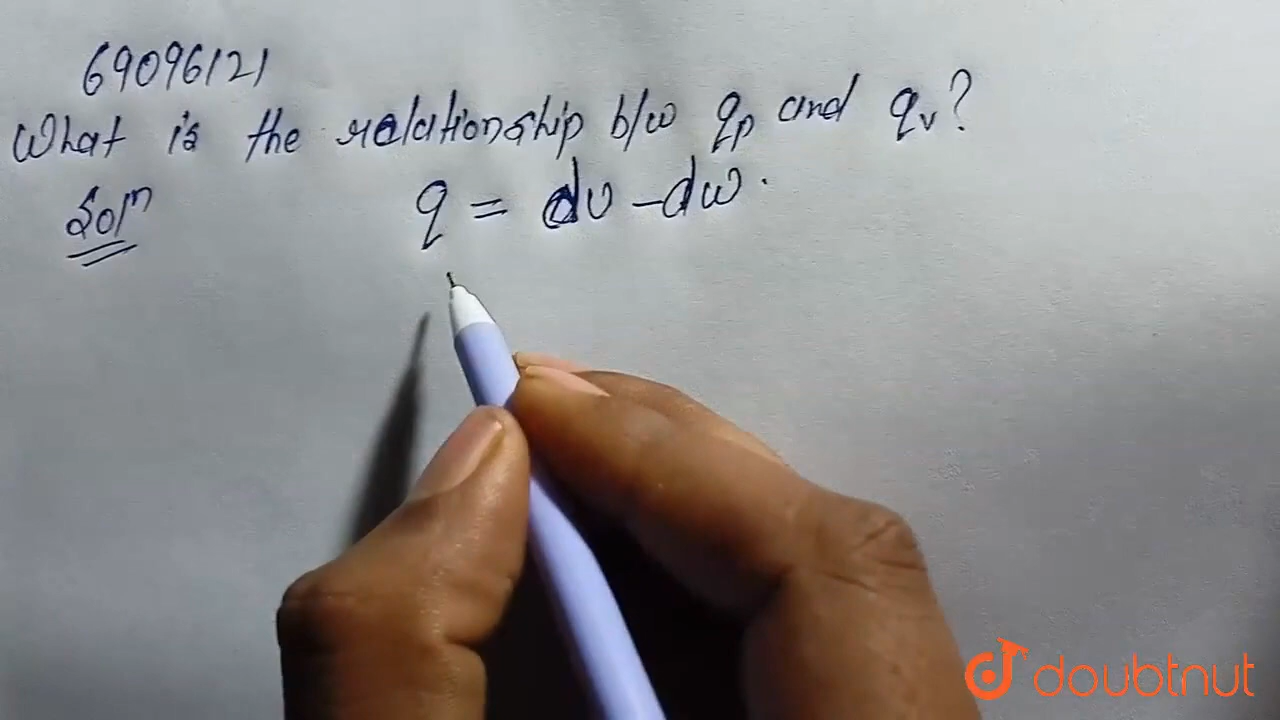 69096121
What is the relationship b/w qp and qv?
Soln
q = dU - dw.
doubtnut